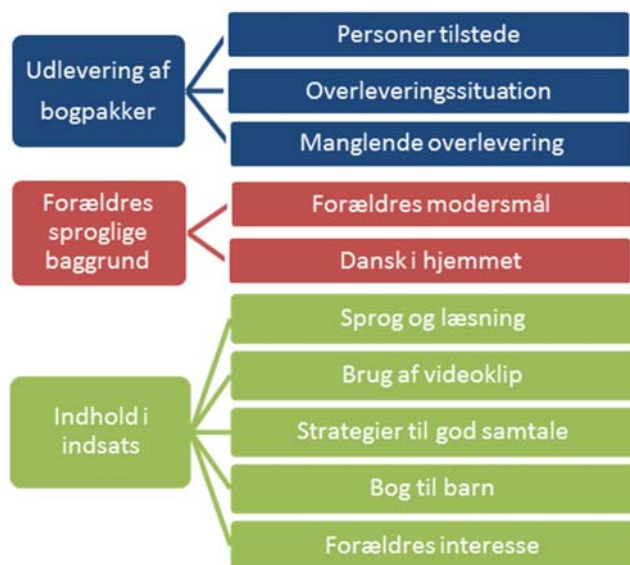 Udlevering af
bogpakker
Personer tilstede
Overleveringssituation
Manglende overlevering
Forældres
sproglige
baggrund
Forældres modersmål
Dansk i hjemmet
Indhold i
indsats
Sprog og læsning
Brug af videoklip
Strategier til god samtale
Bog til barn
Forældres interesse